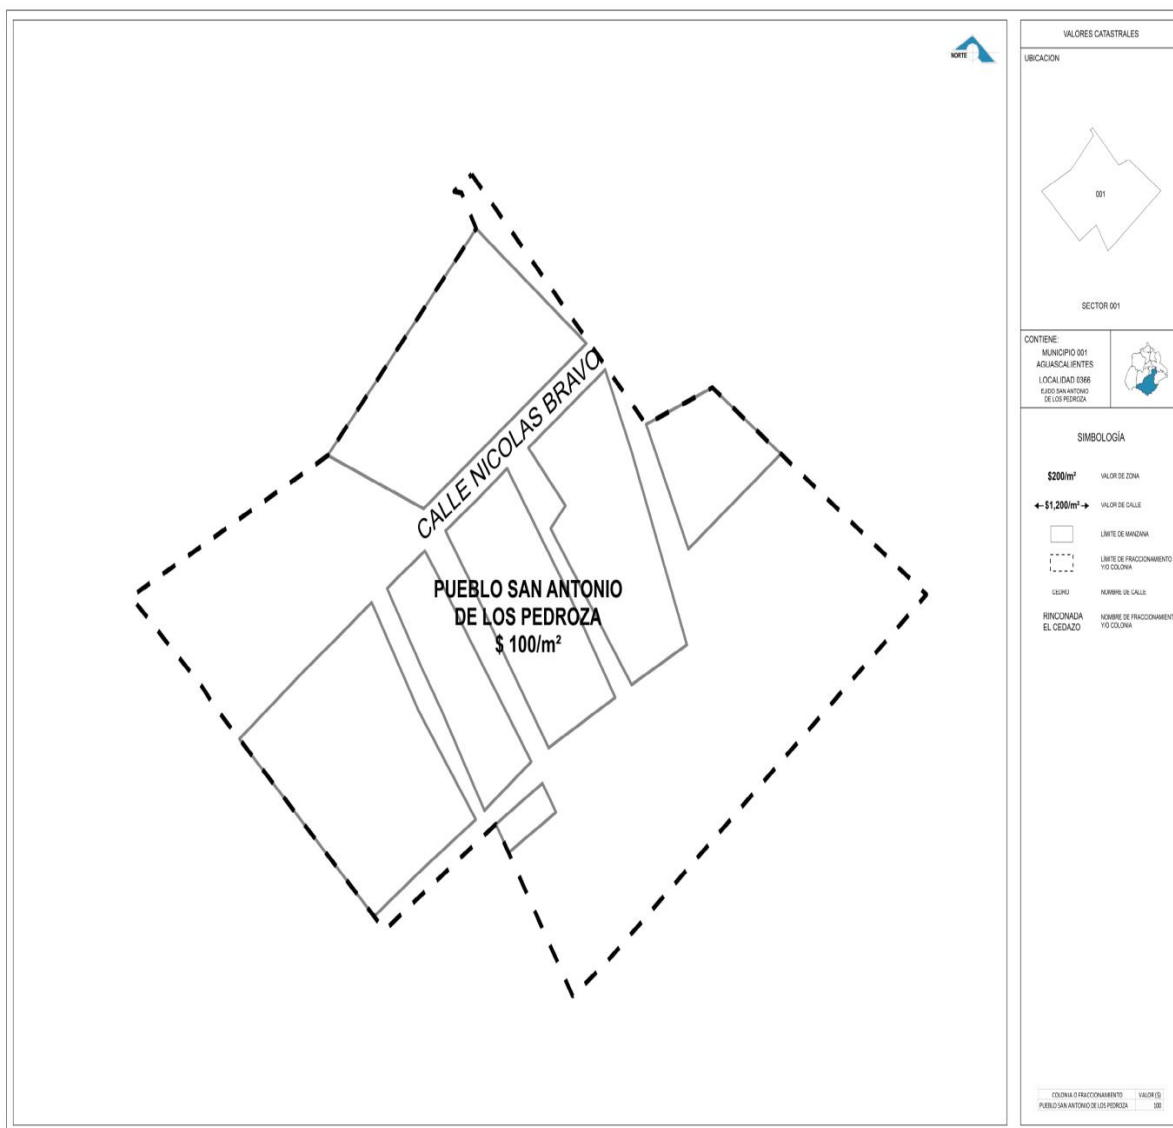 NORTE
CALLE NICOLAS BRAVO
PUEBLO SAN ANTONIO
DE LOS PEDROZA
$ 100/m²
VALORES CATASTRALES
UBICACION
001
SECTOR 001
CONTIENE:
MUNICIPIO 001
AGUASCALIENTES
LOCALIDAD 0366
EJIDO SAN ANTONIO
DE LOS PEDROZA
SIMBOLOGÍA
$200/m² VALOR DE ZONA
$1,200/m² VALOR DE CALLE
LÍMITE DE MANZANA
LÍMITE DE FRACCIONAMIENTO
Y/O COLONIA
CEDRO NOMBRE DE CALLE
RINCONADA
EL CEDAZO
NOMBRE DE FRACCIONAMIENT
Y/O COLONIA
COLONIA O FRACCIONAMIENTO VALOR ($)
PUEBLO SAN ANTONIO DE LOS PEDROZA 100